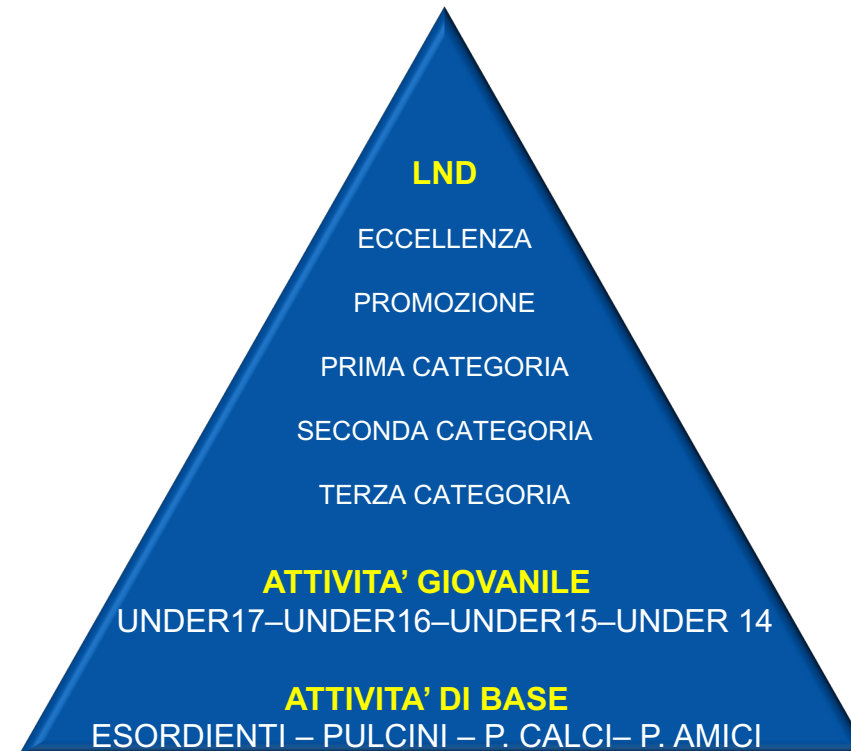 LND
ECCELLENZA
PROMOZIONE
PRIMA CATEGORIA
SECONDA CATEGORIA
TERZA CATEGORIA
ATTIVITA’ GIOVANILE
UNDER17–UNDER16–UNDER15–UNDER 14
ATTIVITA’ DI BASE
ESORDIENTI – PULCINI – P. CALCI– P. AMICI